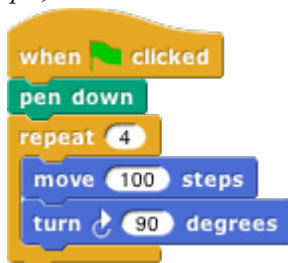 when clicked
pen down
repeat 4
move 100 steps
turn 90 degrees